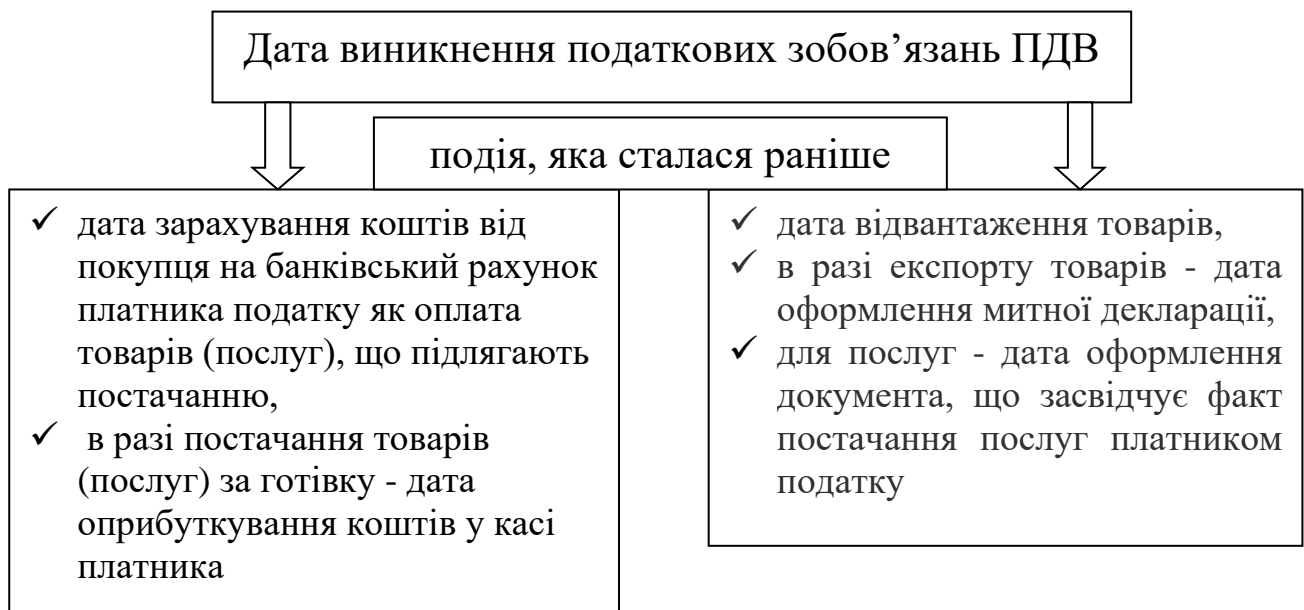 Дата виникнення податкових зобов’язань ПДВ
подія, яка сталася раніше
✓ дата зарахування коштів від
покупця на банківський рахунок
платника податку як оплата
товарів (послуг), що підлягають
постачанню,
✓ в разі постачання товарів
(послуг) за готівку - дата
оприбуткування коштів у касі
платника
✓ дата відвантаження товарів,
✓ в разі експорту товарів - дата
оформлення митної декларації,
✓ для послуг - дата оформлення
документа, що засвідчує факт
постачання послуг платником
податку